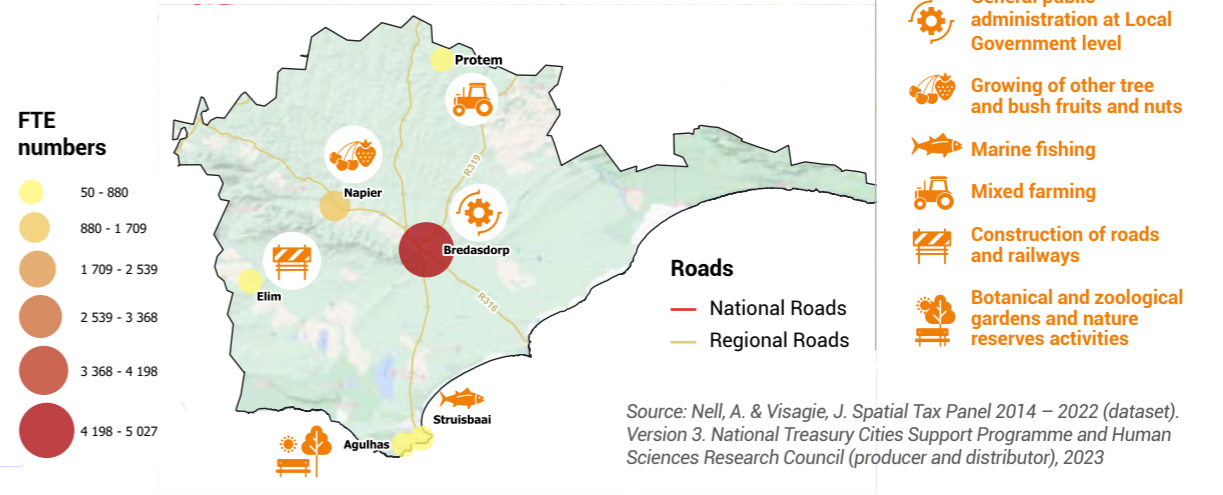 General public
administration at Local
Government level
Growing of other tree
and bush fruits and nuts
Marine fishing
Mixed farming
Construction of roads
and railways
Botanical and zoological
gardens and nature
reserves activities
FTE
numbers
50 - 880
880 - 1 709
1 709 - 2 539
2 539 - 3 368
3 368 - 4 198
4 198 - 5 027
Protem
R319
Napier
Bredasdorp
Elim
R316
Struisbaai
Agulhas
Roads
National Roads
Regional Roads
Source: Nell, A. & Visagie, J. Spatial Tax Panel 2014 – 2022 (dataset).
Version 3. National Treasury Cities Support Programme and Human
Sciences Research Council (producer and distributor), 2023